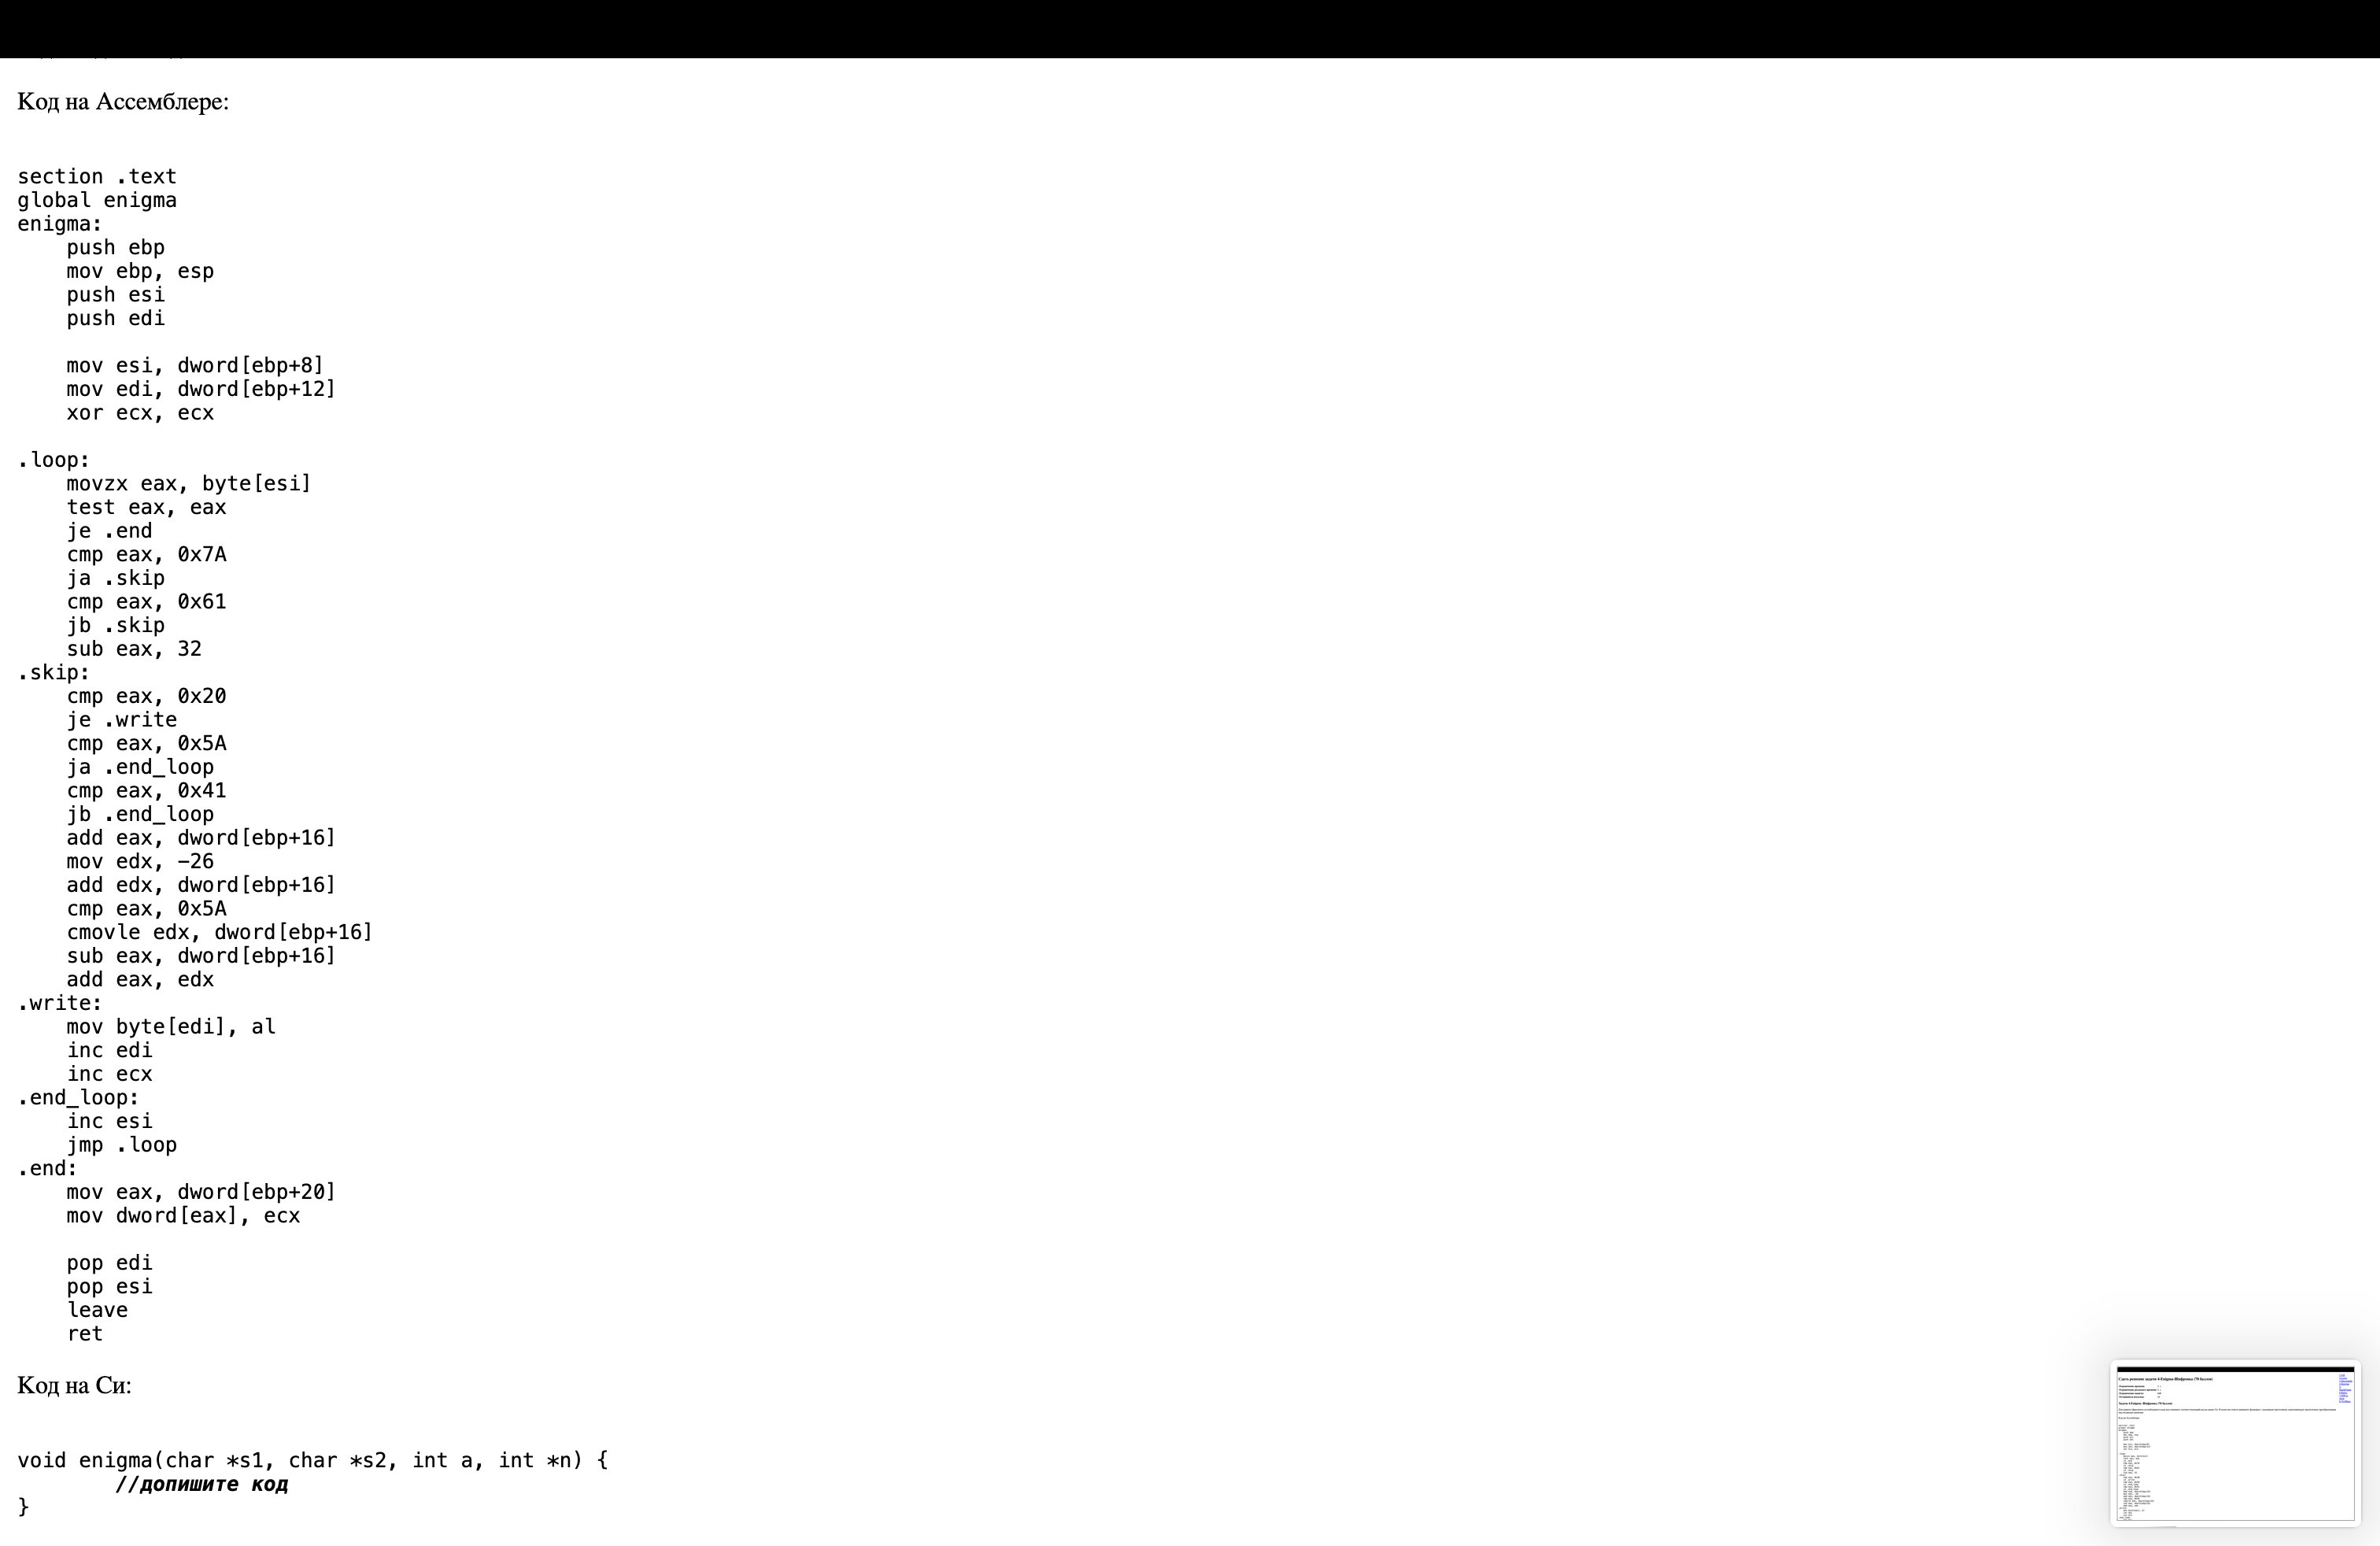 Код на Ассемблере:
section .text
global enigma
enigma:
push ebp
mov ebp, esp
push esi
push edi
mov esi, dword[ebp+8]
mov edi, dword[ebp+12]
xor ecx, ecx
.loop:
movzx eax, byte[esi]
test eax, eax
je .end
cmp eax, 0x7A
ja .skip
cmp eax, 0x61
jb .skip
sub eax, 32
.skip:
cmp eax, 0x20
je .write
cmp eax, 0x5A
ja .end_loop
cmp eax, 0x41
jb .end_loop
add eax, dword[ebp+16]
mov edx, -26
add edx, dword[ebp+16]
cmp eax, 0x5A
cmovle edx, dword[ebp+16]
sub eax, dword[ebp+16]
add eax, edx
.write:
mov byte[edi], al
inc edi
inc ecx
.end_loop:
inc esi
jmp .loop
.end:
mov eax, dword[ebp+20]
mov dword[eax], ecx
pop edi
pop esi
leave
ret
Код на Си:
void enigma(char *s1, char *s2, int a, int *n) {
//допишите код
}